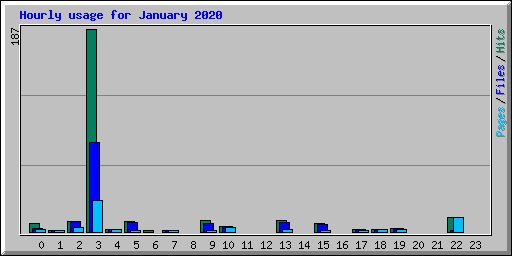 Hourly usage for January 2020
187
Pages/Files/Hits
0 1 2 3 4 5 6 7 8 9 10 11 12 13 14 15 16 17 18 19 20 21 22 23